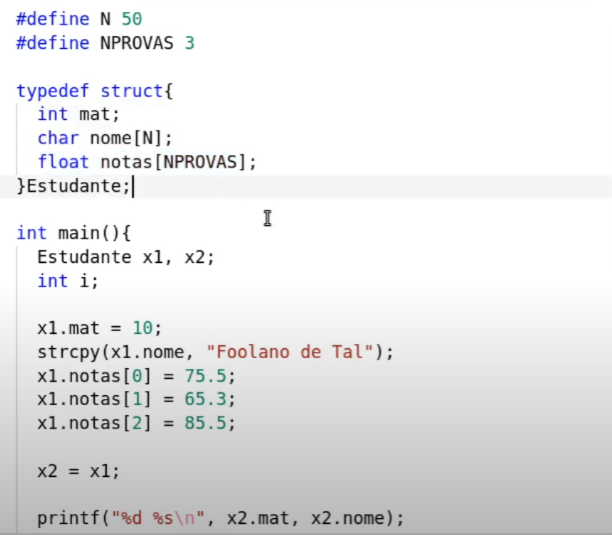 #define N 50
#define NPROVAS 3
typedef struct{
int mat;
char nome[N];
float notas[NPROVAS];
}Estudante;
int main(){
Estudante x1, x2;
int i;
x1.mat = 10;
strcpy(x1.nome, "Foolano de Tal");
x1.notas[0] = 75.5;
x1.notas[1] = 65.3;
x1.notas[2] = 85.5;
x2 = x1;
printf("%d %s\n", x2.mat, x2.nome);